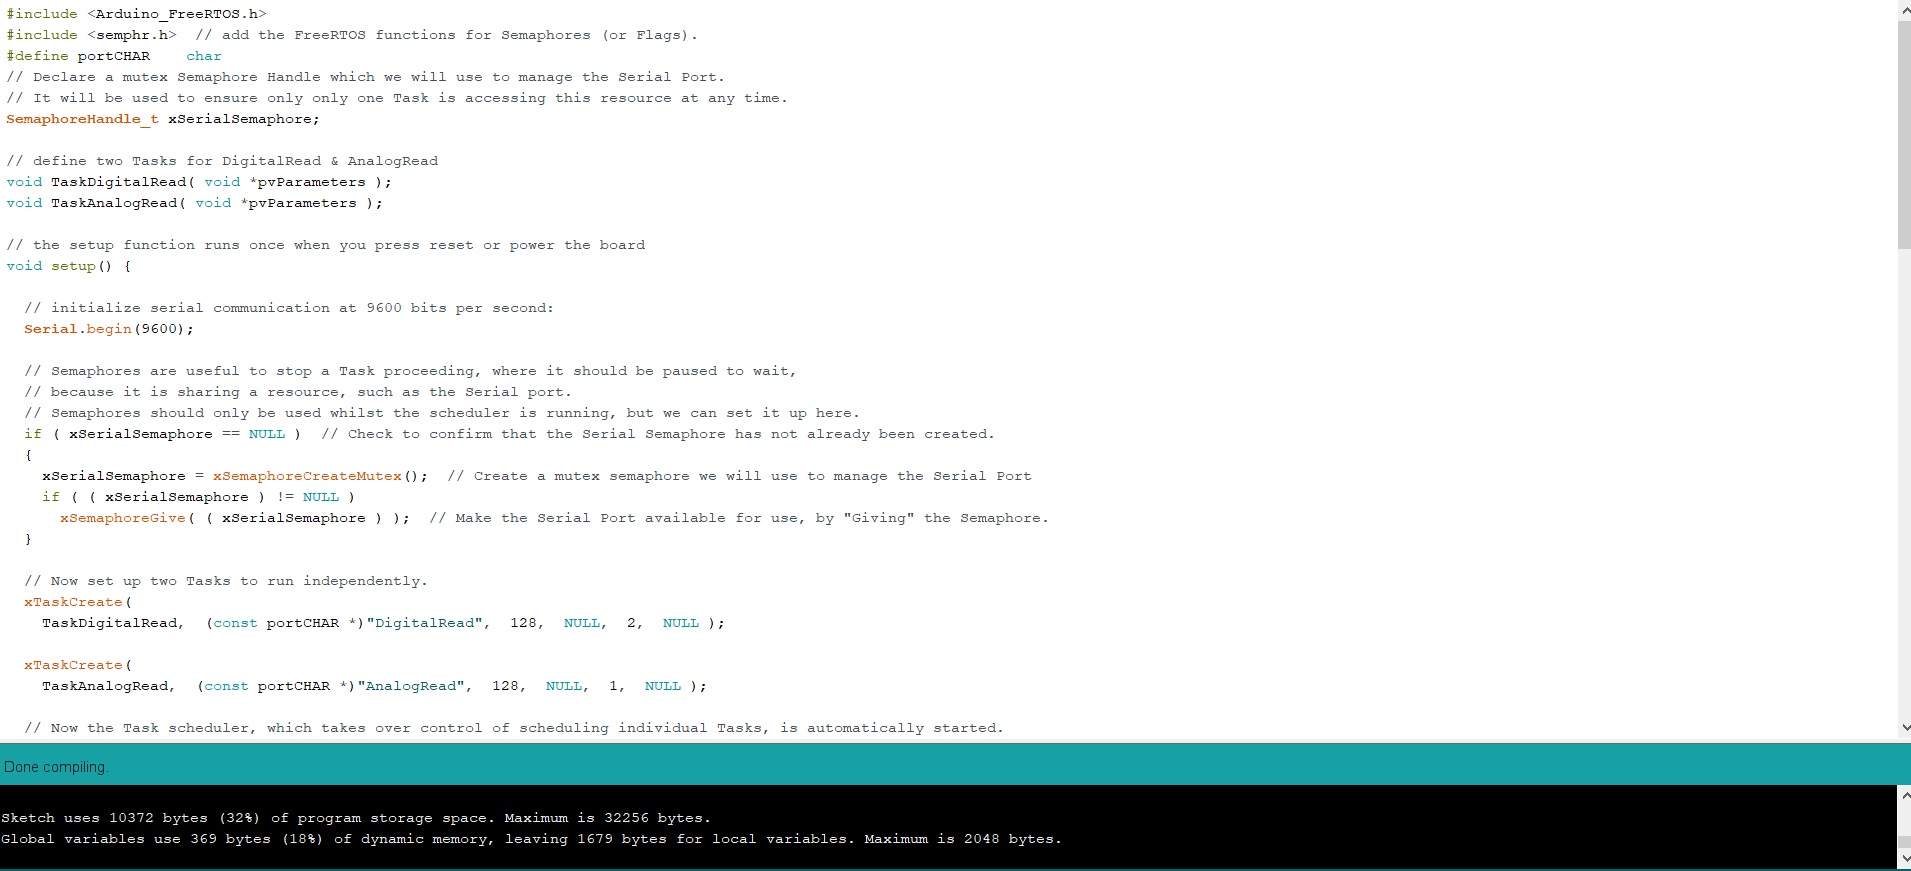 #include <Arduino_FreeRTOS.h>
#include <semphr.h>  // add the FreeRTOS functions for Semaphores (or Flags).
#define portCHAR    char
// Declare a mutex Semaphore Handle which we will use to manage the Serial Port.
// It will be used to ensure only only one Task is accessing this resource at any time.
SemaphoreHandle_t xSerialSemaphore;

// define two Tasks for DigitalRead & AnalogRead
void TaskDigitalRead( void *pvParameters );
void TaskAnalogRead( void *pvParameters );

// the setup function runs once when you press reset or power the board
void setup() {

  // initialize serial communication at 9600 bits per second:
  Serial.begin(9600);

  // Semaphores are useful to stop a Task proceeding, where it should be paused to wait,
  // because it is sharing a resource, such as the Serial port.
  // Semaphores should only be used whilst the scheduler is running, but we can set it up here.
  if ( xSerialSemaphore == NULL )  // Check to confirm that the Serial Semaphore has not already been created.
  {
    xSerialSemaphore = xSemaphoreCreateMutex();  // Create a mutex semaphore we will use to manage the Serial Port
    if ( ( xSerialSemaphore ) != NULL )
      xSemaphoreGive( ( xSerialSemaphore ) );  // Make the Serial Port available for use, by "Giving" the Semaphore.
  }

  // Now set up two Tasks to run independently.
  xTaskCreate(
    TaskDigitalRead,  (const portCHAR *)"DigitalRead",  128,  NULL,  2,  NULL );

  xTaskCreate(
    TaskAnalogRead,  (const portCHAR *)"AnalogRead",  128,  NULL,  1,  NULL );

  // Now the Task scheduler, which takes over control of scheduling individual Tasks, is automatically started.
Done compiling.
Sketch uses 10372 bytes (32%) of program storage space. Maximum is 32256 bytes.
Global variables use 369 bytes (18%) of dynamic memory, leaving 1679 bytes for local variables. Maximum is 2048 bytes.